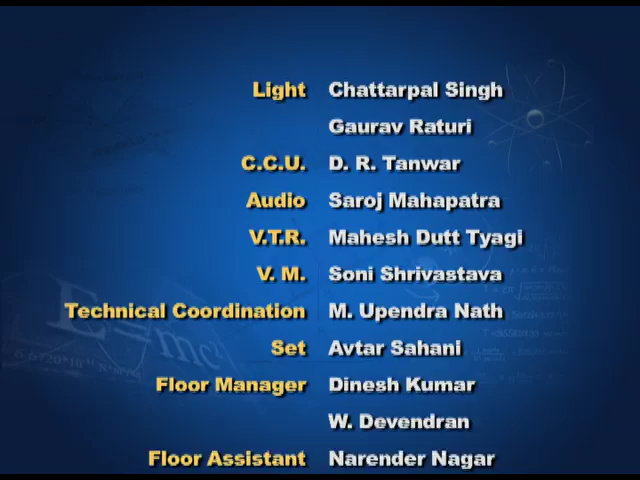 Light Chattarpal Singh
Gaurav Raturi
C.C.U. D. R. Tanwar
Audio Saroj Mahapatra
V.T.R. Mahesh Dutt Tyagi
V. M. Soni Shrivastava
Technical Coordination M. Upendra Nath
E=mc²
Set Avtar Sahani
Floor Manager Dinesh Kumar
W. Devendran
Floor Assistant Narender Nagar